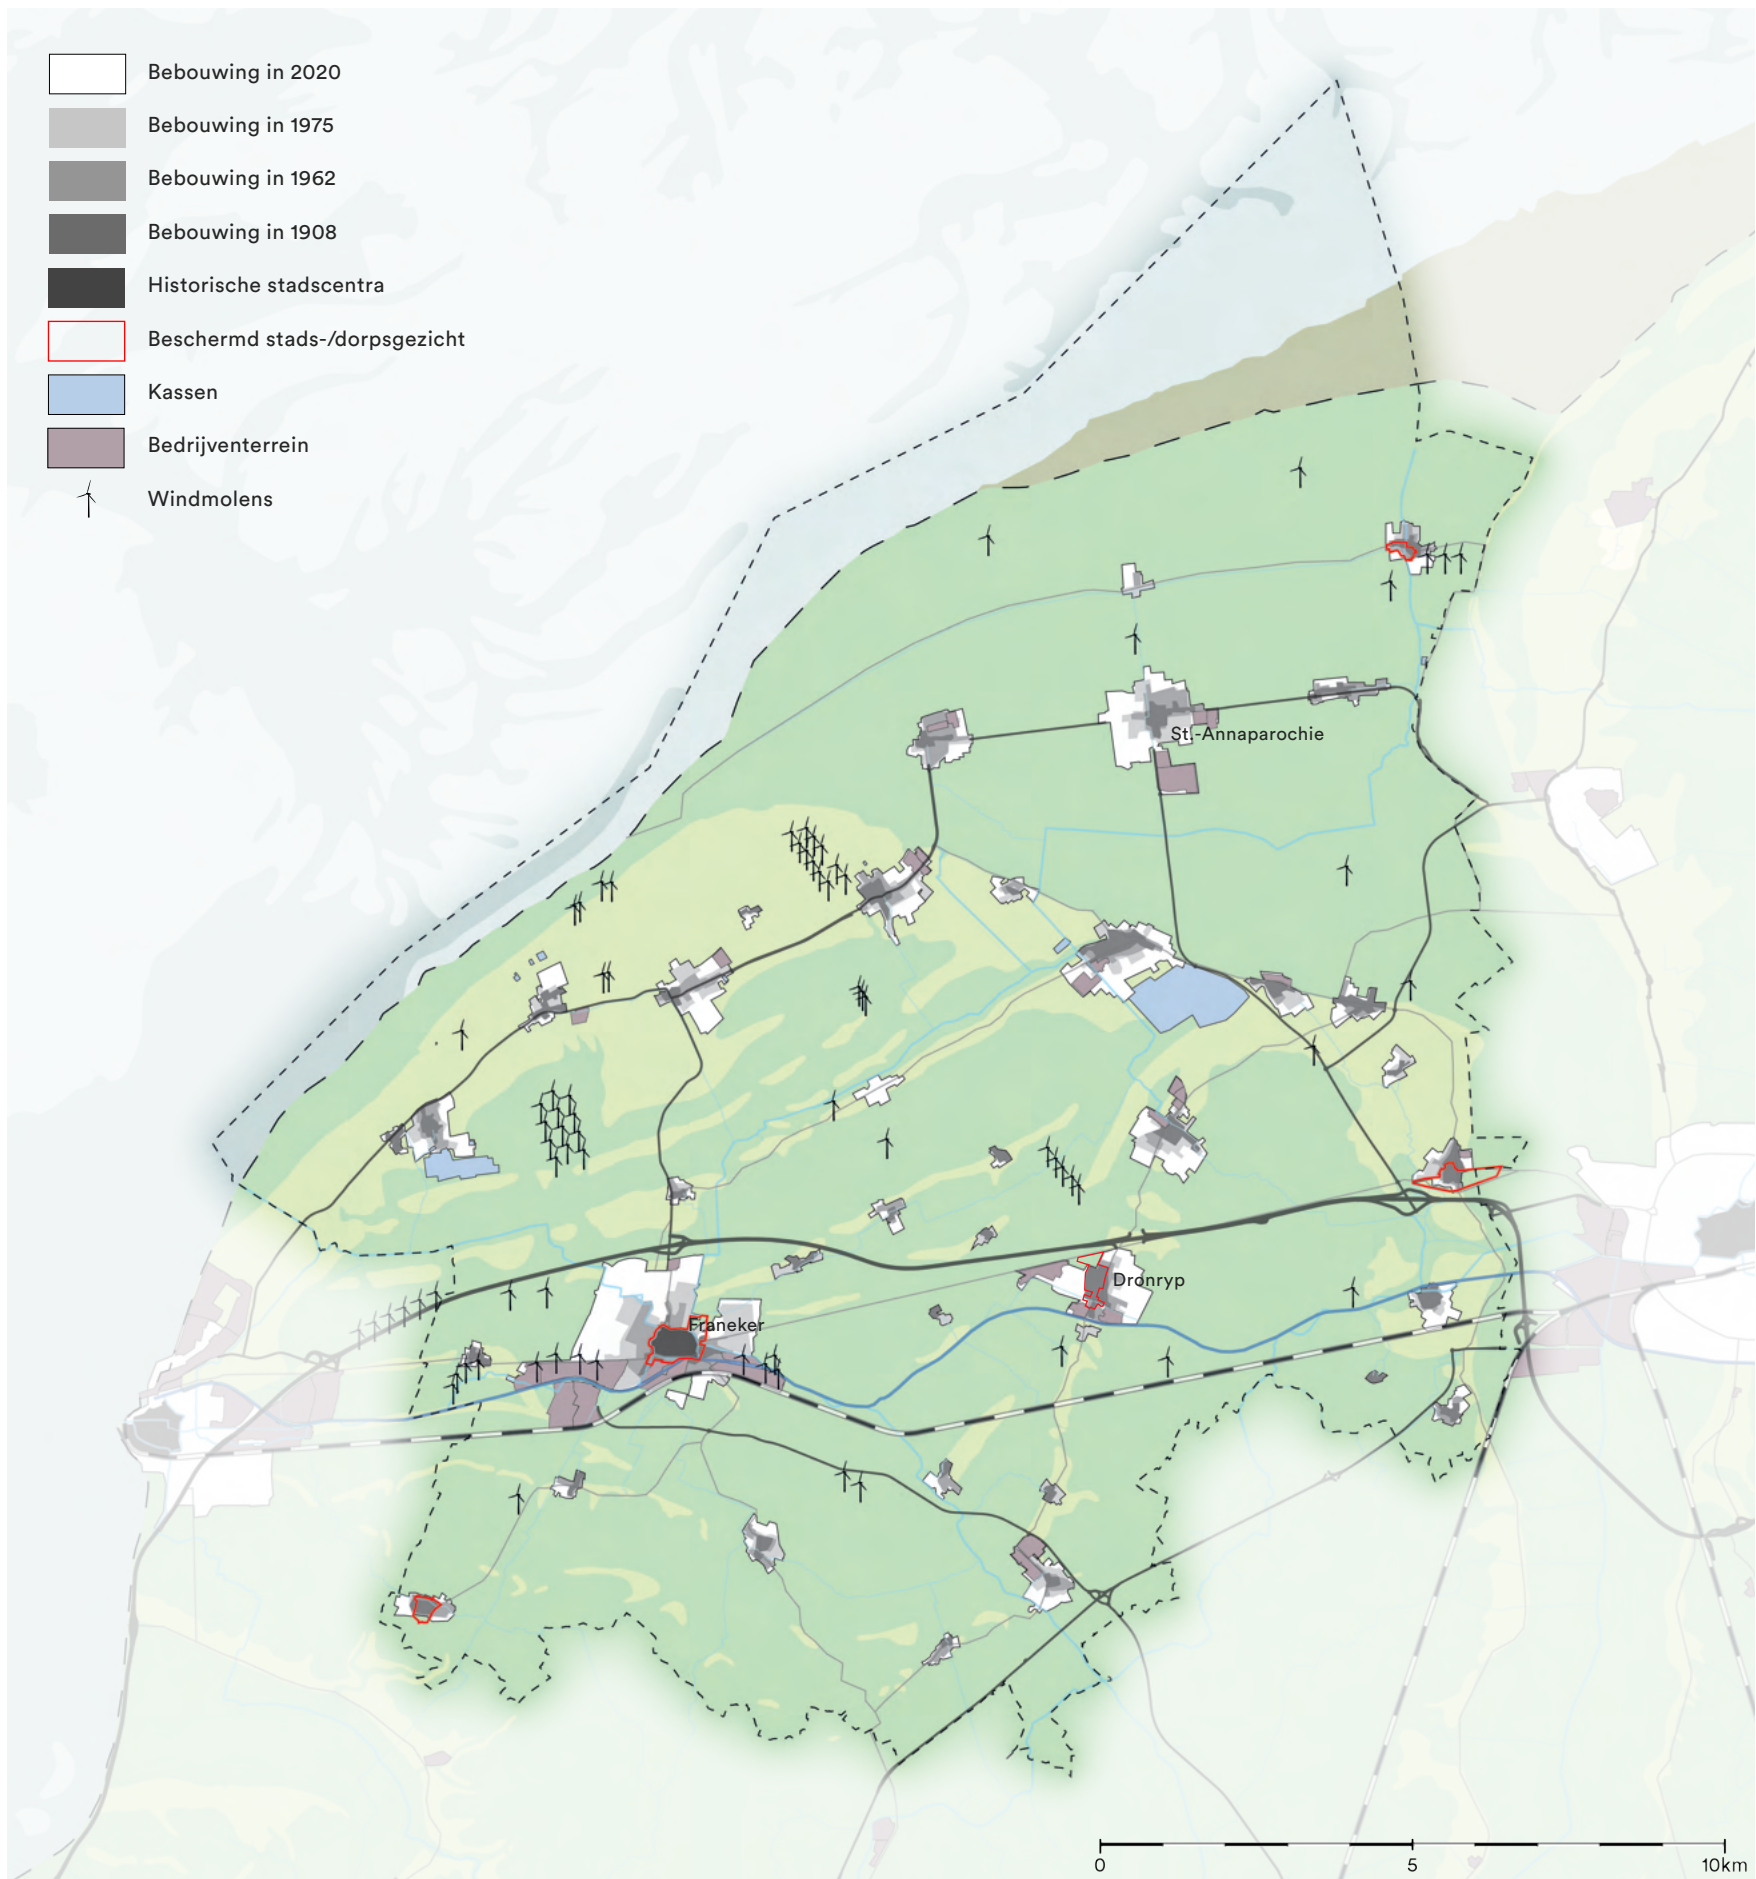 Bebouwing in 2020
Bebouwing in 1975
Bebouwing in 1962
Bebouwing in 1908
Historische stadscentra
Beschermd stads-/dorpsgezicht
Kassen
Bedrijventerrein
Windmolens
St.-Annaparochie
Dronryp
Franeker
0 5 10km